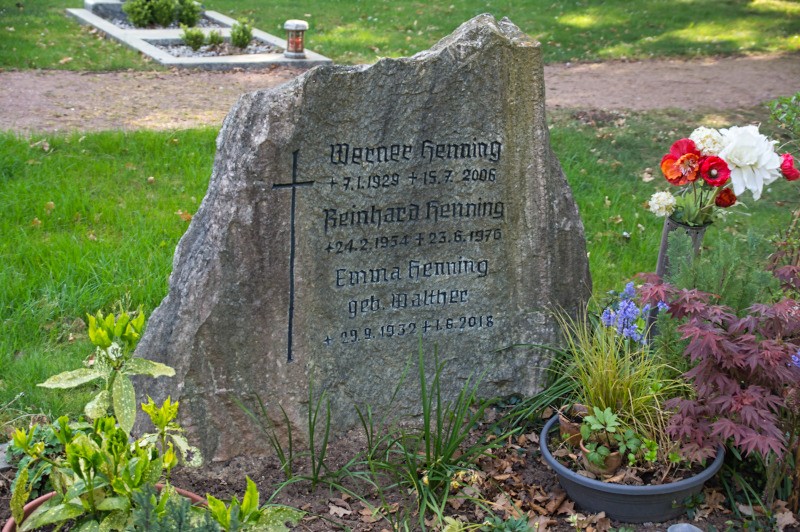 Werner Henning
+ 7.1.1929 + 15.7.2006
Reinhard Henning
+ 24.2.1954 + 23.6.1976
Emma Henning
geb. Walther
+ 29.9.1932 + 1.6.2018